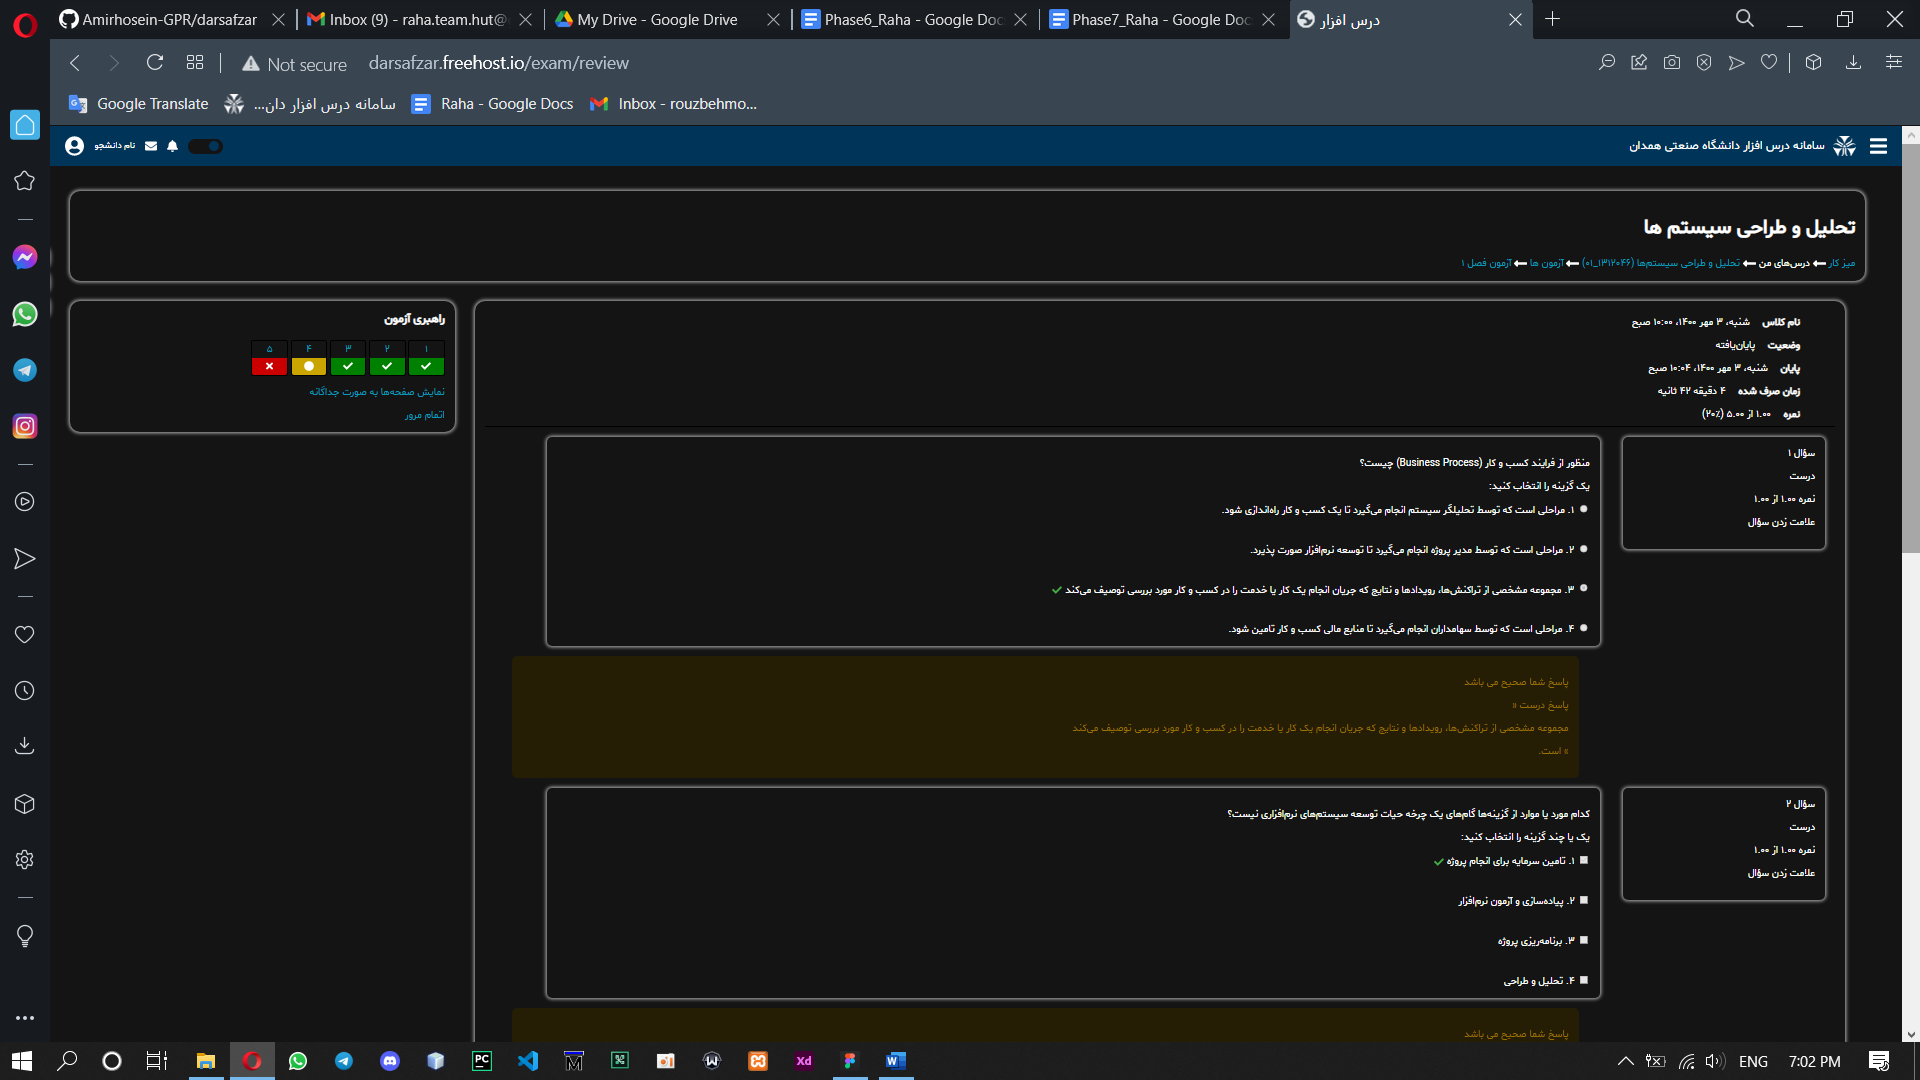 Amirhosein-GPR/darsafzar
Inbox (9) - raha.team.hut@
My Drive - Google Drive
Phase6_Raha - Google Doc
Phase7_Raha - Google Doc
درس افزار
Not secure
darsafzar.freehost.io/exam/review
Google Translate
سامانه درس افزار دان...
Raha - Google Docs
Inbox - rouzbehmo...
سامانه درس افزار دانشگاه صنعتی همدان
نام دانشجو
تحلیل و طراحی سیستم ها
میز کار درس‌های من تحلیل و طراحی سیستم‌ها (۱۳۱۲۰۴۶_۰۱) آزمون ها آزمون فصل ۱
راهبری آزمون
۱ ۲ ۳ ۴ ۵
نمایش صفحه‌ها به صورت جداگانه
اتمام مرور
نام کلاس شنبه، ۳ مهر ۱۴۰۰، ۱۰:۰۰ صبح
وضعیت پایان‌یافته
پایان شنبه، ۳ مهر ۱۴۰۰، ۱۰:۰۴ صبح
زمان صرف شده ۴ دقیقه ۴۲ ثانیه
نمره ۱.۰۰ از ۵.۰۰ (۲۰٪)
سؤال ۱
درست
نمره ۱.۰۰ از ۱.۰۰
علامت زدن سؤال
منظور از فرایند کسب و کار (Business Process) چیست؟
یک گزینه را انتخاب کنید:
۱. مراحلی است که توسط تحلیلگر سیستم انجام می‌گیرد تا یک کسب و کار راه‌اندازی شود.
۲. مراحلی است که توسط مدیر پروژه انجام می‌گیرد تا توسعه نرم‌افزار صورت پذیرد.
۳. مجموعه مشخصی از تراکنش‌ها، رویدادها و نتایج که جریان انجام یک کار یا خدمت را در کسب و کار مورد بررسی توصیف می‌کند
۴. مراحلی است که توسط سهامداران انجام می‌گیرد تا منابع مالی کسب و کار تامین شود.
پاسخ شما صحیح می باشد
پاسخ درست «
مجموعه مشخصی از تراکنش‌ها، رویدادها و نتایج که جریان انجام یک کار یا خدمت را در کسب و کار مورد بررسی توصیف می‌کند
» است.
سؤال ۲
درست
نمره ۱.۰۰ از ۱.۰۰
علامت زدن سؤال
کدام مورد یا موارد از گزینه‌ها گام‌های یک چرخه حیات توسعه سیستم‌های نرم‌افزاری نیست؟
یک یا چند گزینه را انتخاب کنید:
۱. تامین سرمایه برای انجام پروژه
۲. پیاده‌سازی و آزمون نرم‌افزار
۳. برنامه‌ریزی پروژه
۴. تحلیل و طراحی
پاسخ شما صحیح می باشد
ENG
7:02 PM